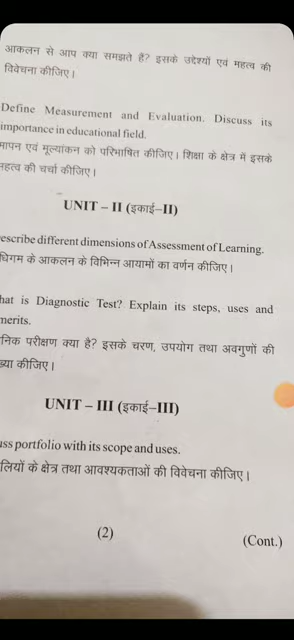 आकलन से आप क्या समझते हैं? इसके उद्देश्यों एवं महत्व की
विवेचना कीजिए।
Define Measurement and Evaluation. Discuss its
importance in educational field.
मापन एवं मूल्यांकन को परिभाषित कीजिए। शिक्षा के क्षेत्र में इसके
महत्व की चर्चा कीजिए।
UNIT – II (इकाई–II)
escribe different dimensions of Assessment of Learning.
धिगम के आकलन के विभिन्न आयामों का वर्णन कीजिए।
hat is Diagnostic Test? Explain its steps, uses and
merits.
निक परीक्षण क्या है? इसके चरण, उपयोग तथा अवगुणों की
ख्या कीजिए।
UNIT – III (इकाई–III)
uss portfolio with its scope and uses.
लियों के क्षेत्र तथा आवश्यकताओं की विवेचना कीजिए।
(2)
(Cont.)